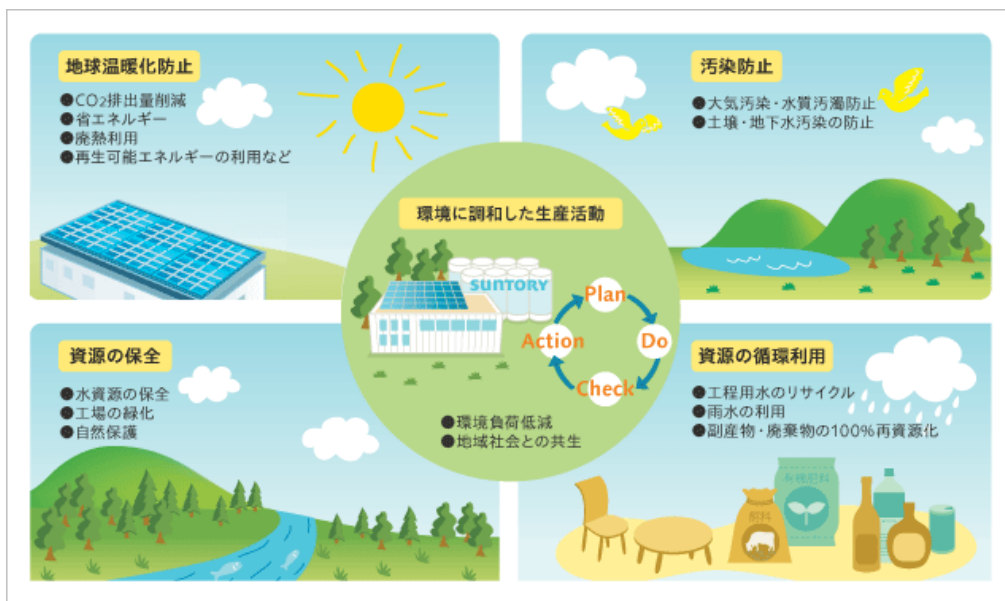 地球温暖化防止
●CO2排出量削減
●省エネルギー
●廃熱利用
●再生可能エネルギーの利用など
汚染防止
●大気汚染・水質汚濁防止
●土壌・地下水汚染の防止
環境に調和した生産活動
SUNTORY
Plan
Do
Check
Action
●環境負荷低減
●地域社会との共生
資源の保全
●水資源の保全
●工場の緑化
●自然保護
資源の循環利用
●工程用水のリサイクル
●雨水の利用
●副産物・廃棄物の100%再資源化
有機肥料
飼料